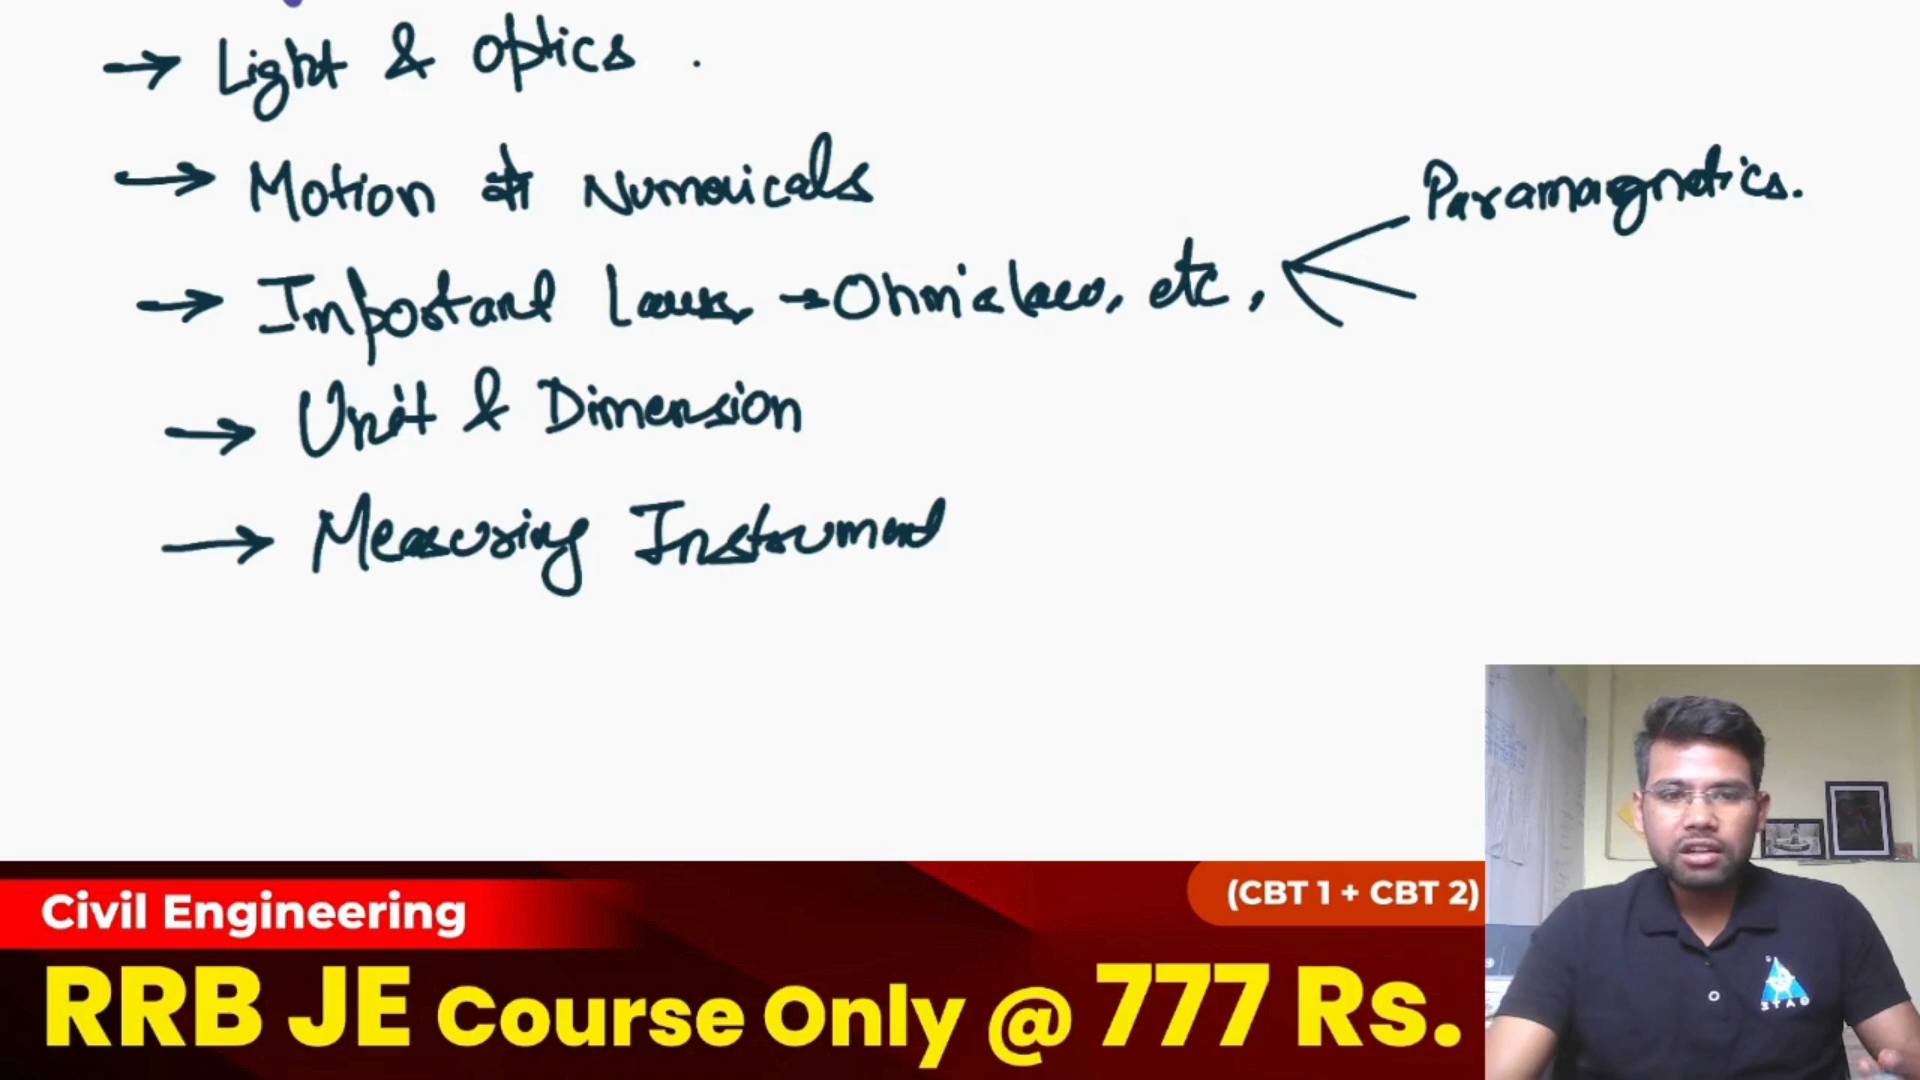 → Light & Optics .
→ Motion Numericals
→ Important Laws → Ohm's law, etc,
Paramagnetics.
→ Unit & Dimension
→ Measuring Instrument
Civil Engineering
(CBT 1 + CBT 2)
RRB JE Course Only @ 777 Rs.
STAG